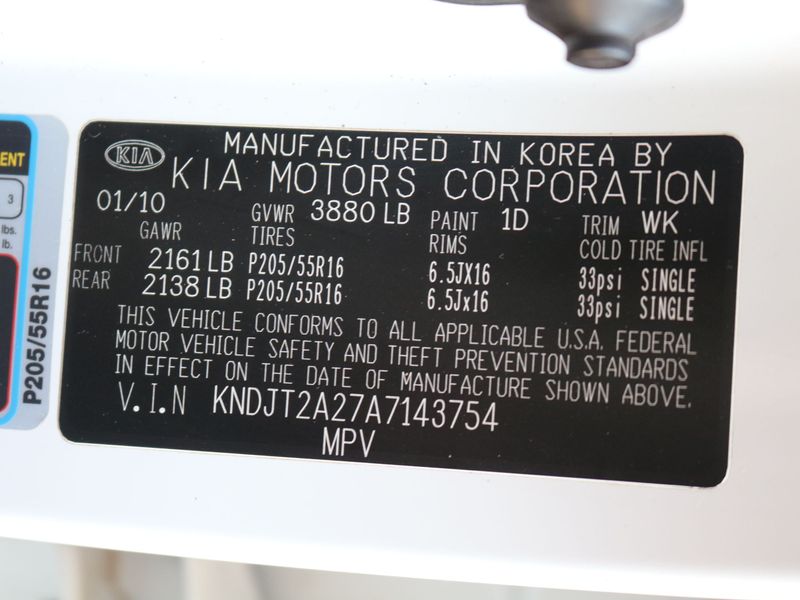 KIA
MANUFACTURED IN KOREA BY
KIA MOTORS CORPORATION
01/10 GVWR 3880 LB PAINT 1D TRIM WK
GAWR TIRES RIMS COLD TIRE INFL
FRONT 2161 LB P205/55R16 6.5JX16 33psi SINGLE
REAR 2138 LB P205/55R16 6.5Jx16 33psi SINGLE
THIS VEHICLE CONFORMS TO ALL APPLICABLE U.S.A. FEDERAL
MOTOR VEHICLE SAFETY AND THEFT PREVENTION STANDARDS
IN EFFECT ON THE DATE OF MANUFACTURE SHOWN ABOVE.
V.I.N KNDJT2A27A7143754
MPV
ENT
3
lbs.
lb.
P205/55R16